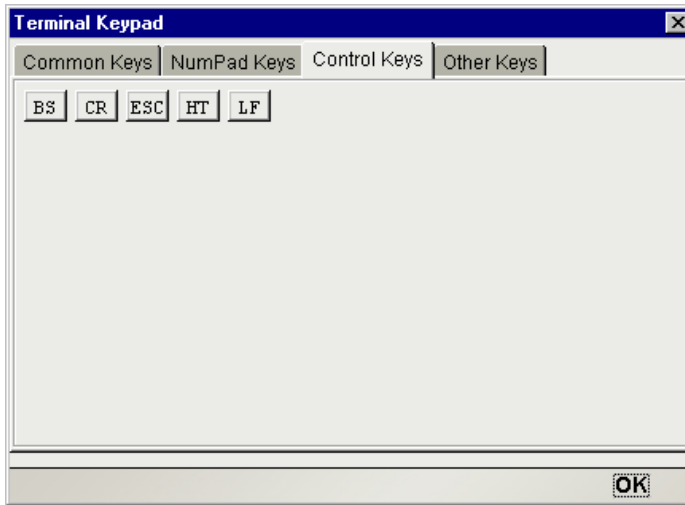 Terminal Keypad
Common Keys NumPad Keys Control Keys Other Keys
BS CR ESC HT LF
OK